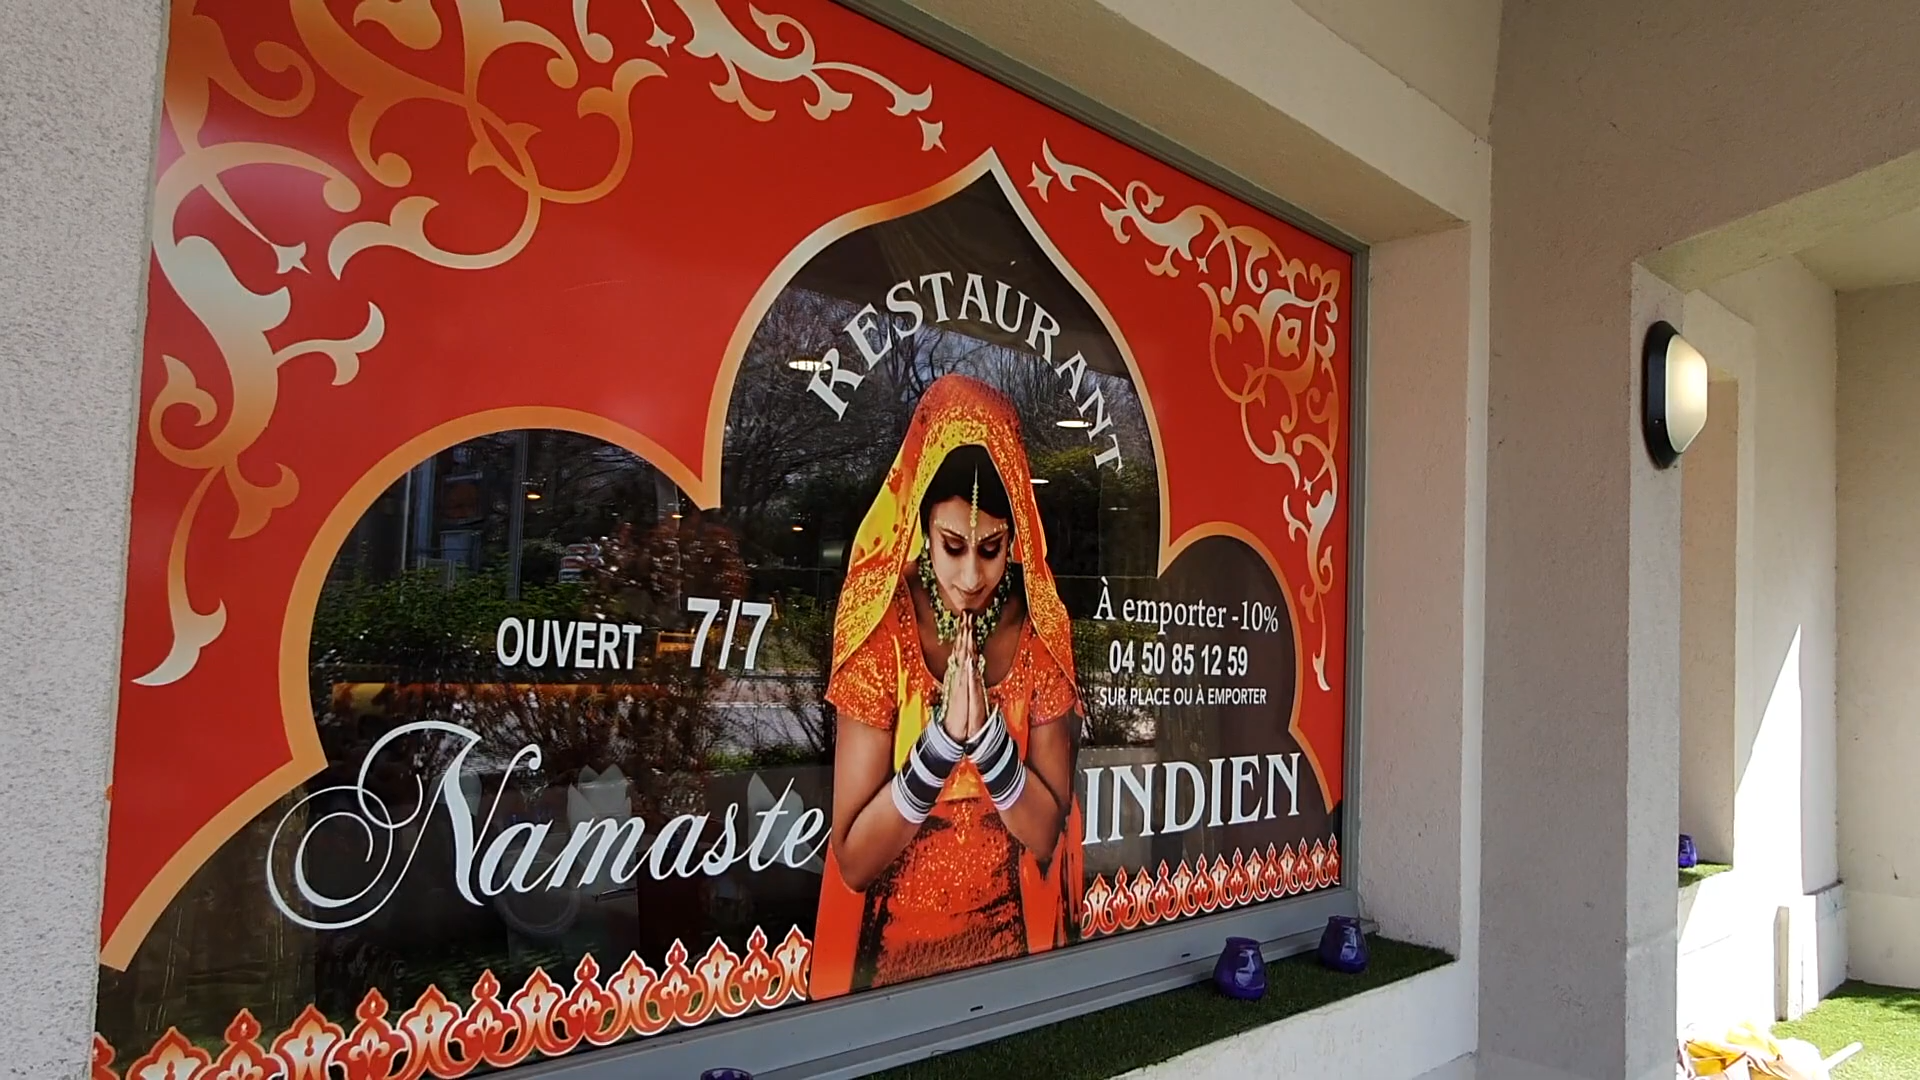 RESTAURANT
OUVERT 7/7
À emporter -10%
04 50 85 12 59
SUR PLACE OU À EMPORTER
Namaste INDIEN